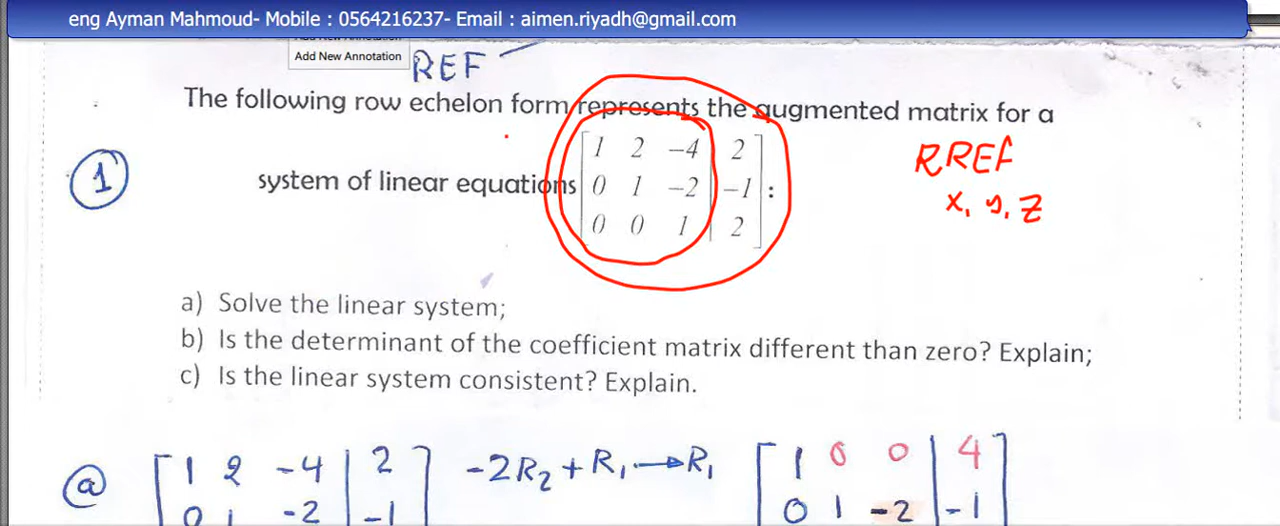 eng Ayman Mahmoud- Mobile : 0564216237- Email : aimen.riyadh@gmail.com
Add New Annotation
REF
The following row echelon form represents the augmented matrix for a
1
system of linear equations [1 2 -4 | 2
0 1 -2 | -1
0 0 1 | 2] :
RREF
x, y, z
a) Solve the linear system;
b) Is the determinant of the coefficient matrix different than zero? Explain;
c) Is the linear system consistent? Explain.
a [1 2 -4 | 2] -2R2 + R1 → R1 [1 0 0 | 4]
0 1 -2 | -1 0 1 -2 | -1